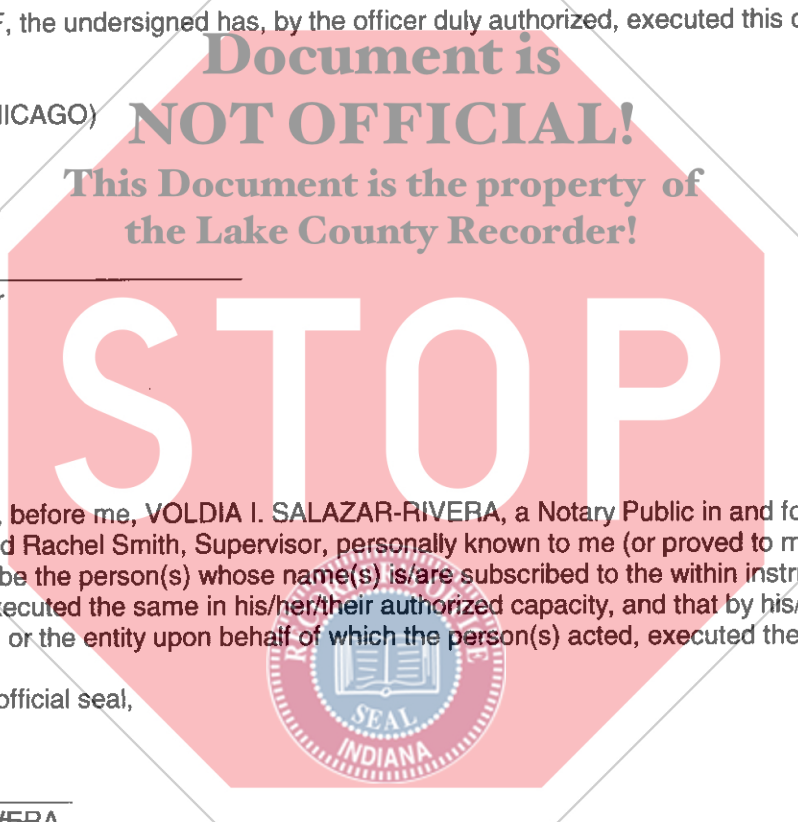 , the undersigned has, by the officer duly authorized, executed this
Document is
HICAGO)
NOT OFFICIAL!
This Document is the property of
the Lake County Recorder!
STOP
, before me, VOLDIA I. SALAZAR-RIVERA, a Notary Public in and
Rachel Smith, Supervisor, personally known to me (or proved to
be the person(s) whose name(s) is/are subscribed to the within
executed the same in his/her/their authorized capacity, and that by his/
or the entity upon behalf of which the person(s) acted, executed the
official seal,
SEAL
INDIANA